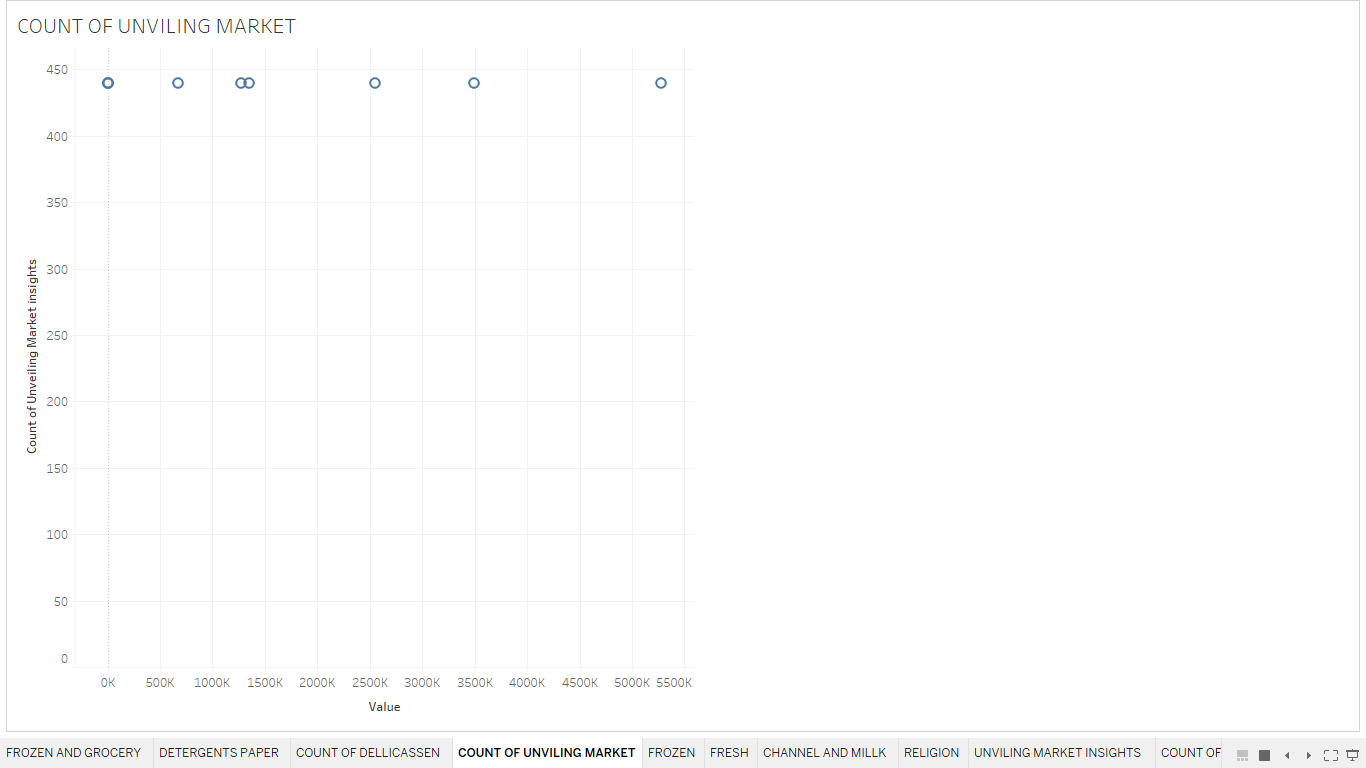 COUNT OF UNVILING MARKET
450
400
350
300
250
200
150
100
50
0
Count of Unveiling Market insights
0K 500K 1000K 1500K 2000K 2500K 3000K 3500K 4000K 4500K 5000K 5500K
Value
FROZEN AND GROCERY DETERGENTS PAPER COUNT OF DELLICASSEN COUNT OF UNVILING MARKET FROZEN FRESH CHANNEL AND MILLK RELIGION UNVILING MARKET INSIGHTS COUNT OF